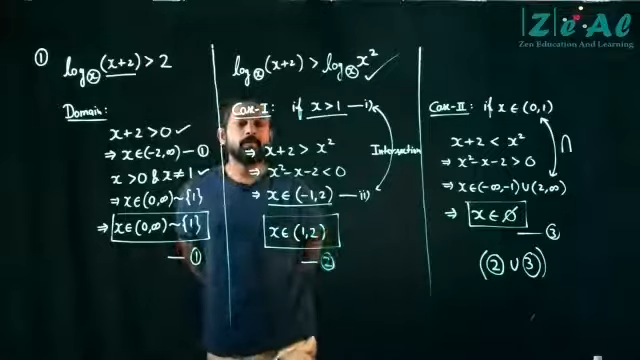 |Z|e|A|
Zen Education And Learning
① log_x (x+2) > 2
Domain:
x+2>0 ✓
⇒ x∈(-2,∞) — ①
x>0 & x≠1 ✓
⇒ x∈(0,∞)~{1}
⇒ x∈(0,∞)~{1}
— ①
log_x (x+2) > log_x x² ✓
Case-I: if x>1 — i)
⇒ x+2 > x²
⇒ x²-x-2<0
⇒ x∈(-1,2) — ii)
Intersection
x∈(1,2)
— ②
Case-II: if x∈(0,1)
x+2 < x²
⇒ x²-x-2>0
⇒ x∈(-∞,-1)∪(2,∞)
∩
⇒ x∈∅
— ③
(② ∪ ③)